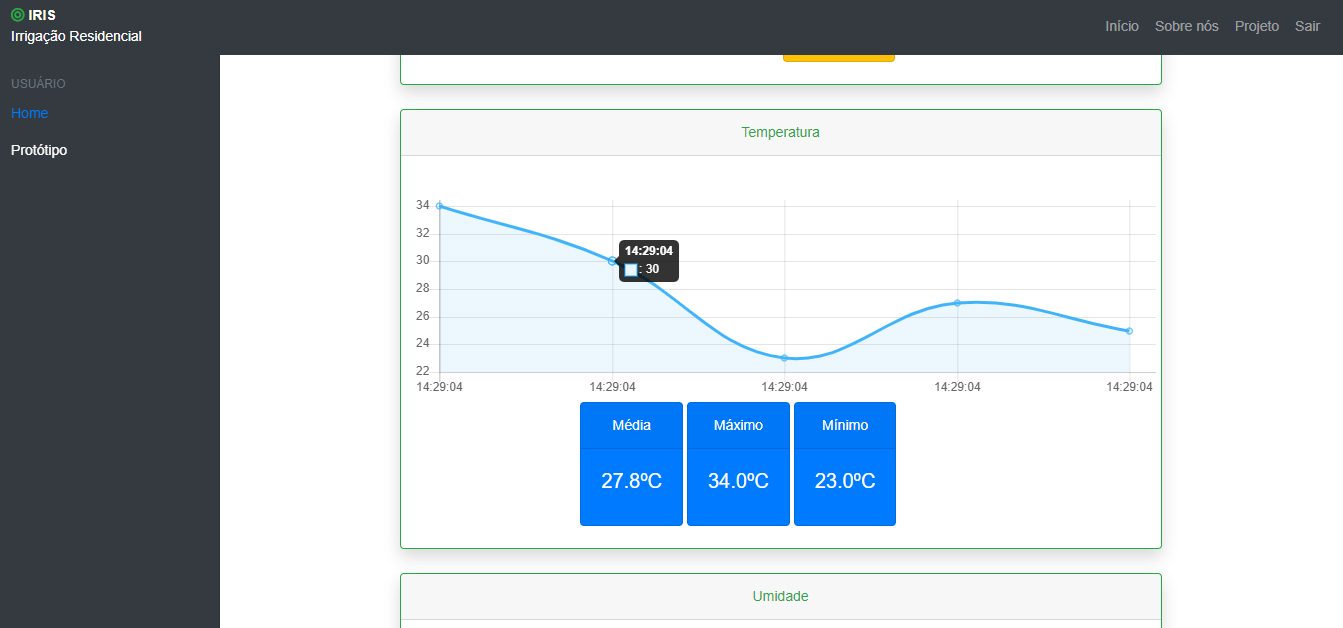 IRIS
Irrigação Residencial
Início Sobre nós Projeto Sair
USUÁRIO
Home
Protótipo
Temperatura
34
32
30
28
26
24
22
14:29:04
: 30
14:29:04 14:29:04 14:29:04 14:29:04 14:29:04
Média Máximo Mínimo
27.8ºC 34.0ºC 23.0ºC
Umidade